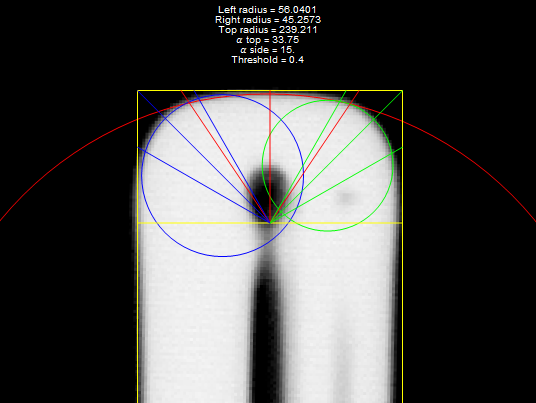 Left radius = 56.0401
Right radius = 45.2573
Top radius = 239.211
α top = 33.75
α side = 15.
Threshold = 0.4